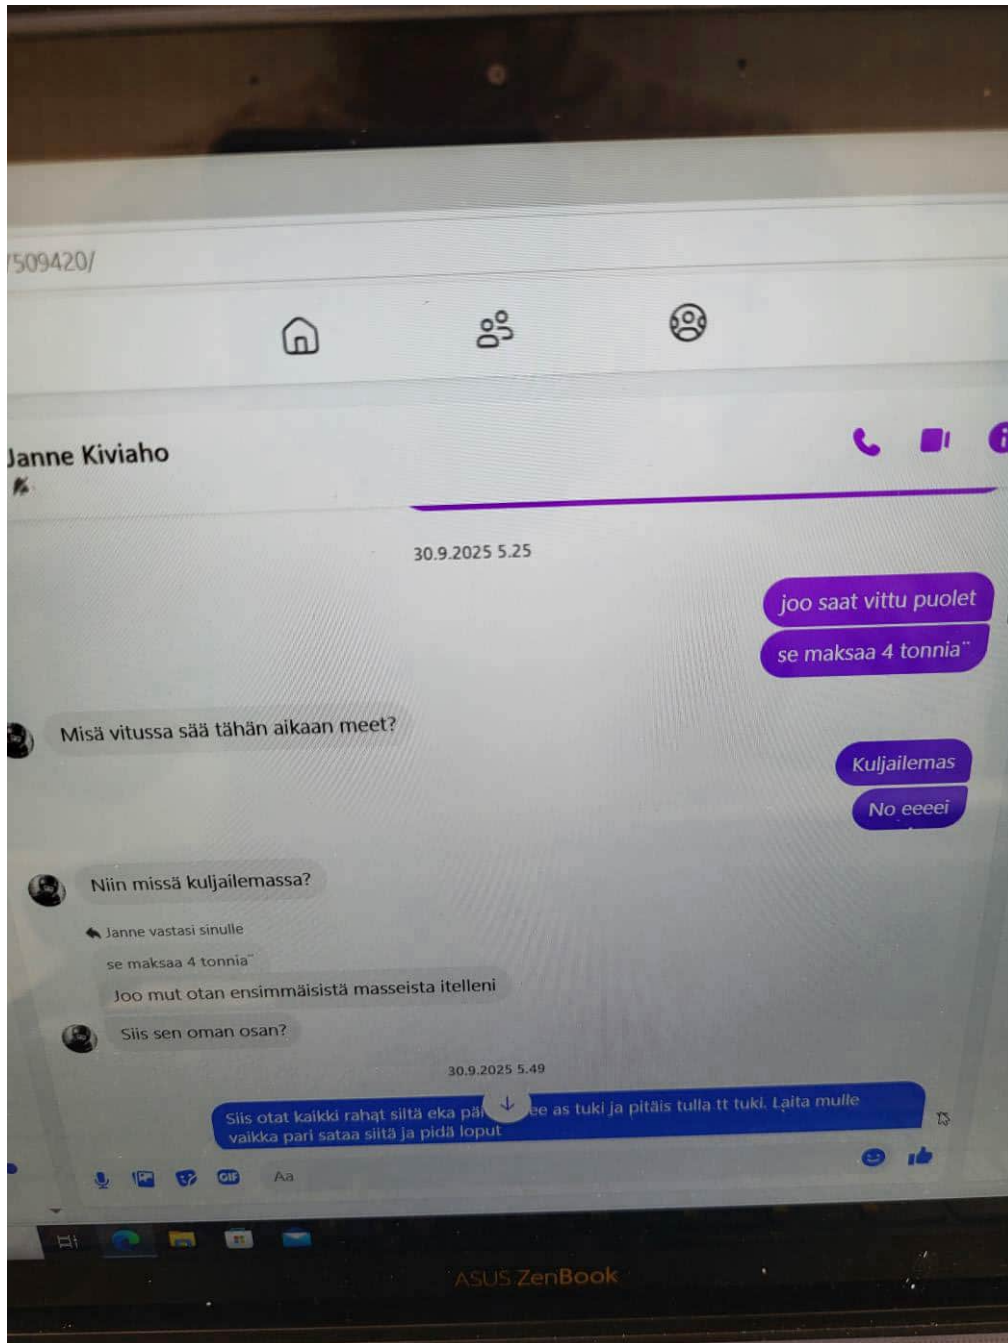 509420/
Janne Kiviaho
30.9.2025 5.25
joo saat vittu puolet
se maksaa 4 tonnia¨
Misä vitussa sää tähän aikaan meet?
Kuljailemas
No eeeei
Niin missä kuljailemassa?
Janne vastasi sinulle
se maksaa 4 tonnia¨
Joo mut otan ensimmäisistä masseista itelleni
Siis sen oman osan?
30.9.2025 5.49
Siis otat kaikki rahat siltä eka as tuki ja pitäis tulla tt tuki. Laita mulle
vaikka pari sataa siitä ja pidä loput
GIF
Aa
ASUS ZenBook